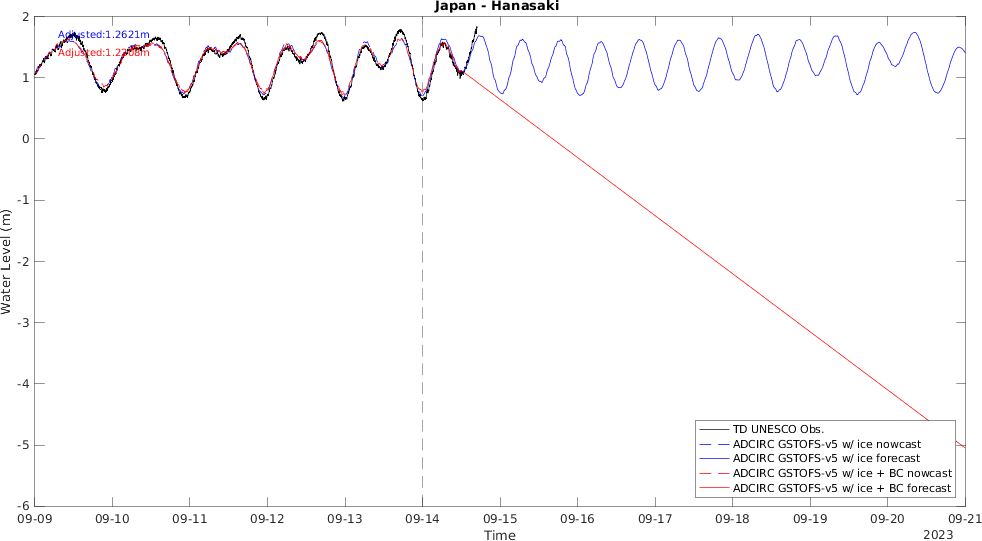 Japan - Hanasaki
Adjusted:1.2621m
Adjusted:1.2208m
2
1
0
-1
-2
-3
-4
-5
-6
Water Level (m)
TD UNESCO Obs.
ADCIRC GSTOFS-v5 w/ ice nowcast
ADCIRC GSTOFS-v5 w/ ice forecast
ADCIRC GSTOFS-v5 w/ ice + BC nowcast
ADCIRC GSTOFS-v5 w/ ice + BC forecast
09-09 09-10 09-11 09-12 09-13 09-14 09-15 09-16 09-17 09-18 09-19 09-20 09-21
Time
2023